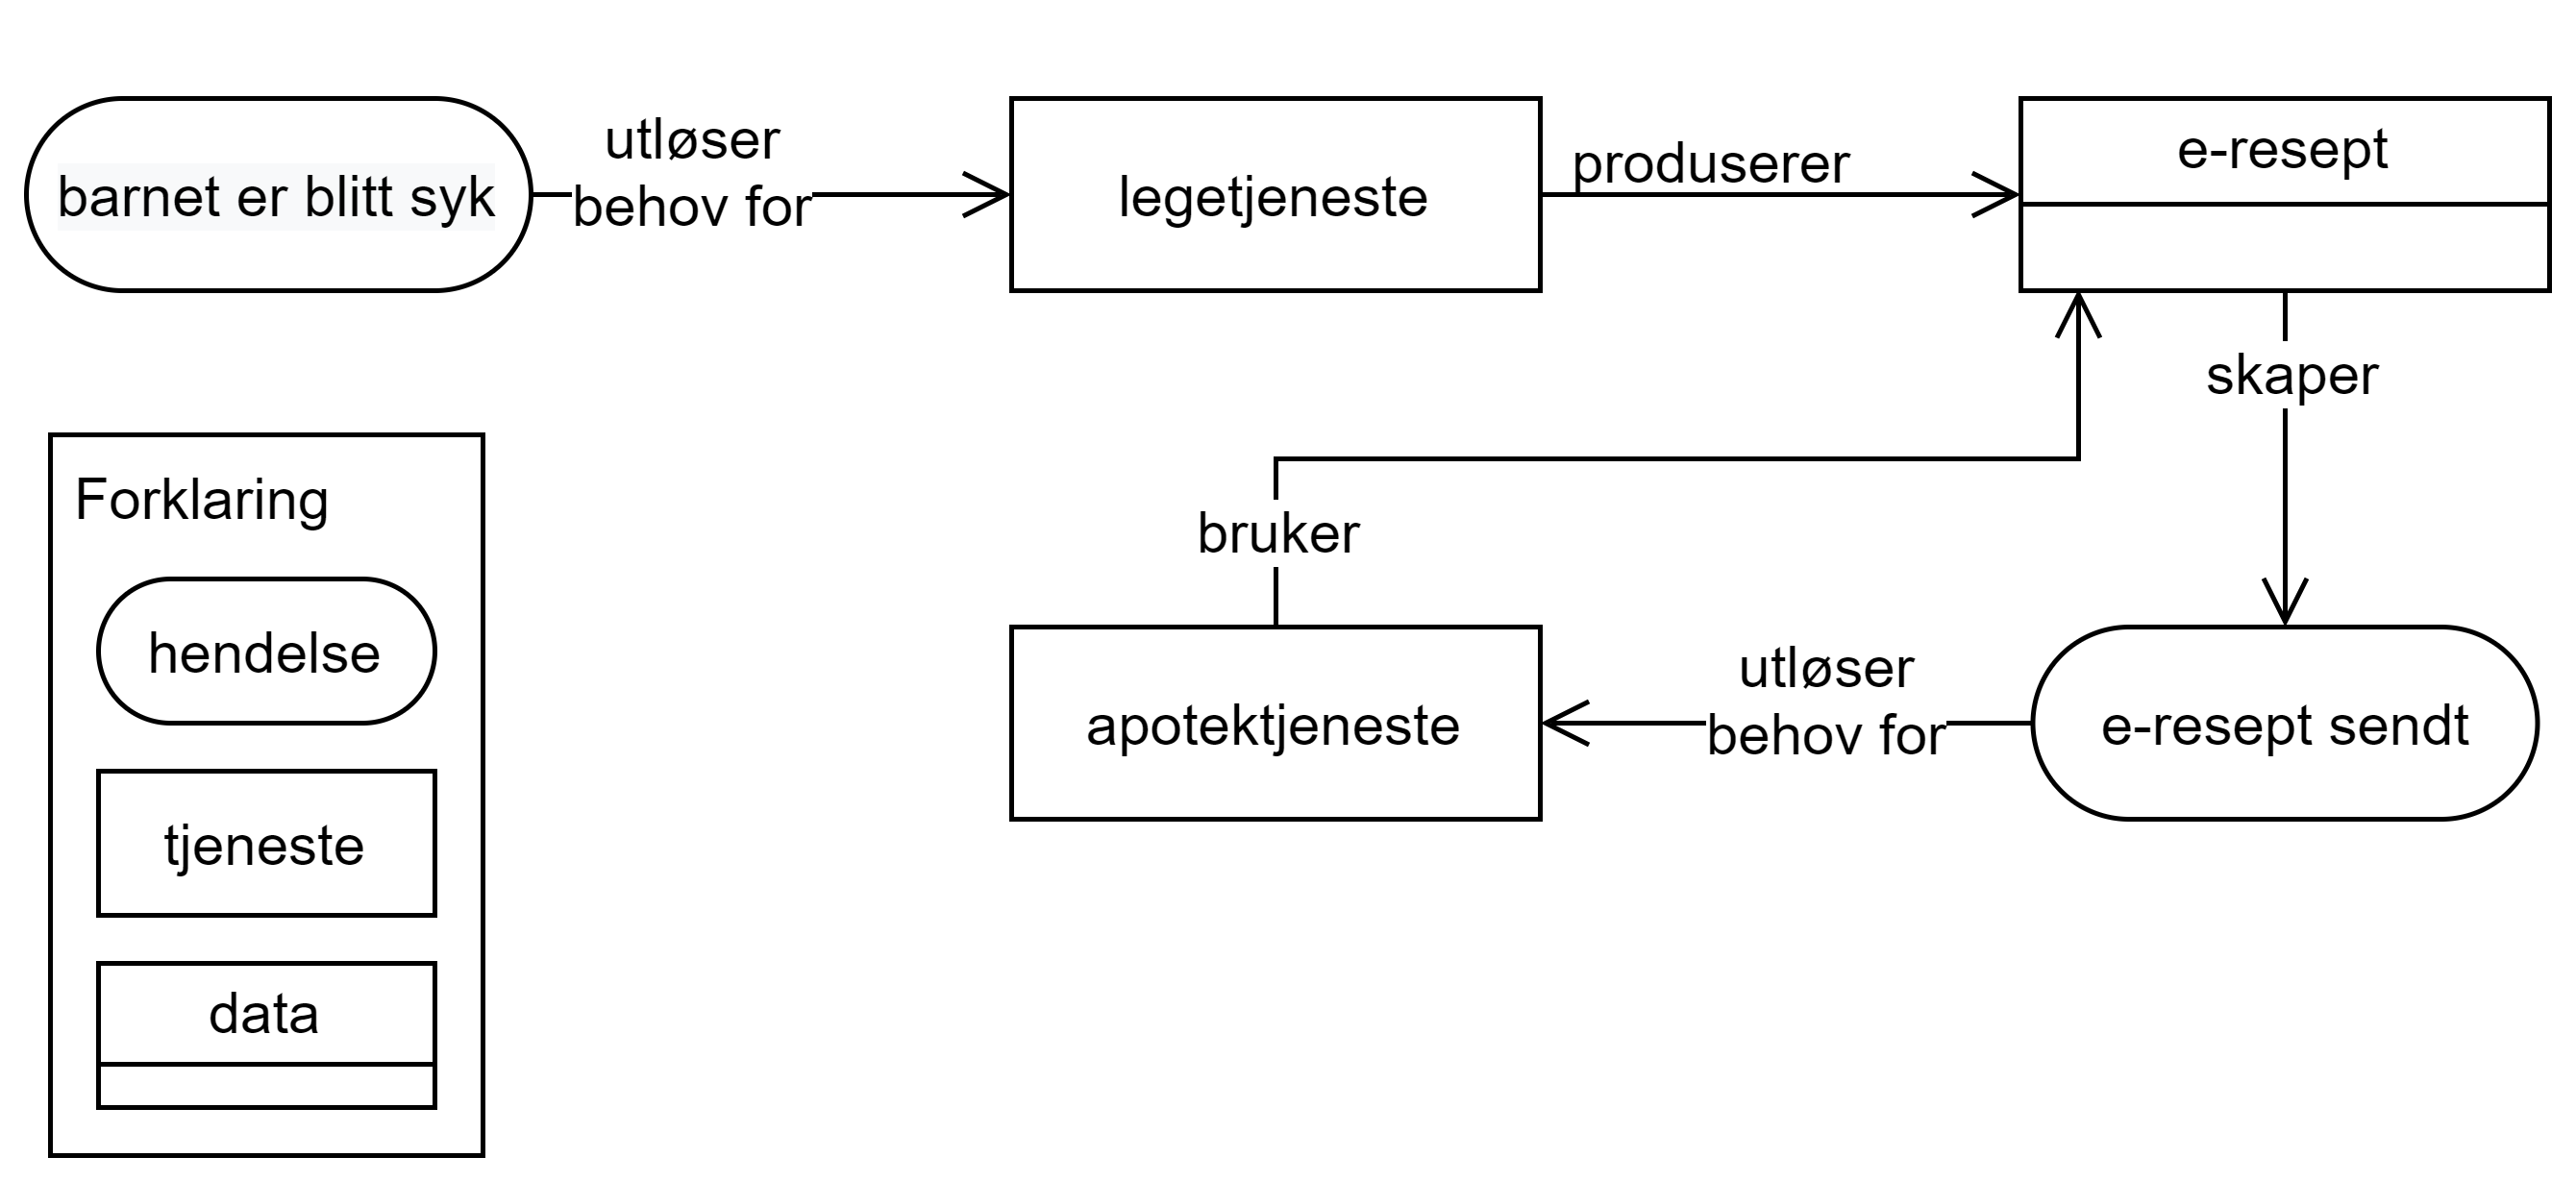 barnet er blitt syk
utløser
behov for
legetjeneste
produserer
e-resept
skaper
bruker
apotektjeneste
utløser
behov for
e-resept sendt
Forklaring
hendelse
tjeneste
data